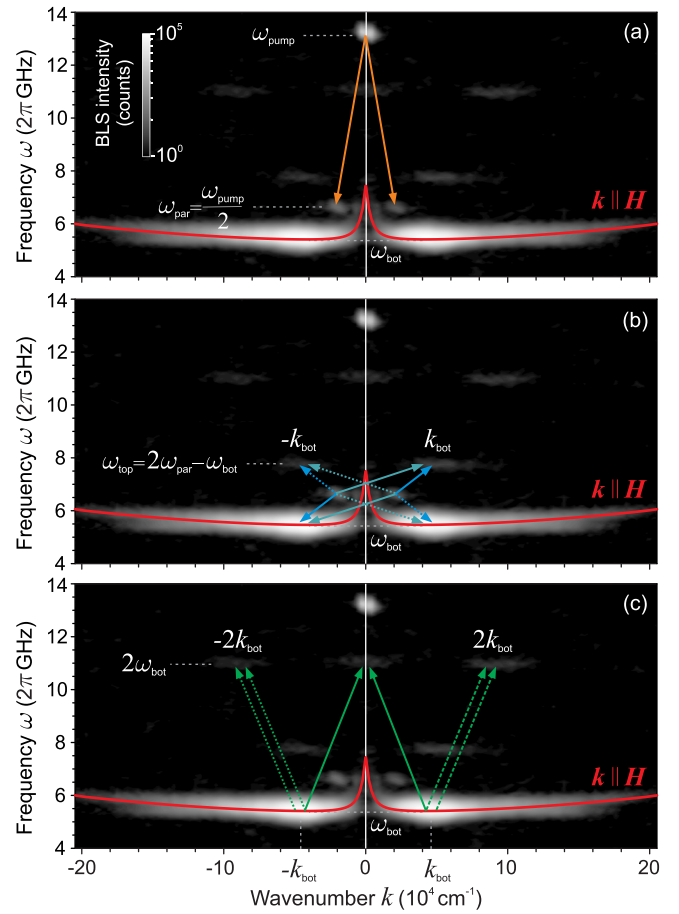 (a)
ω_pump
10^5
10^0
BLS intensity
(counts)
ω_par = ω_pump / 2
k || H
ω_bot
Frequency ω (2π GHz)
14
12
10
8
6
4
(b)
-k_bot
k_bot
ω_top=2ω_par−ω_bot
k || H
ω_bot
Frequency ω (2π GHz)
14
12
10
8
6
4
(c)
-2k_bot
2k_bot
2ω_bot
k || H
ω_bot
Frequency ω (2π GHz)
14
12
10
8
6
4
-20
-10
-k_bot
0
k_bot
10
20
Wavenumber k (10^4 cm^-1)